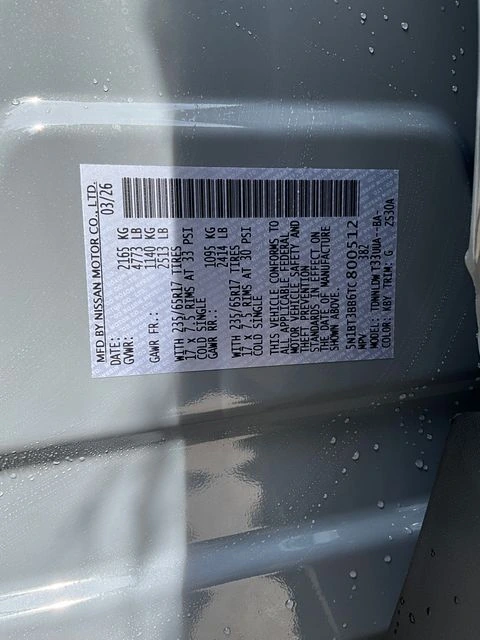 MFD BY NISSAN MOTOR CO., LTD.
DATE: 03/26
GVWR: 2165 KG
4773 LB
GAWR FR.: 1140 KG
2513 LB
WITH 235/65R17 TIRES
17 X 7.5 RIMS AT 33 PSI
COLD SINGLE
GAWR RR.: 1095 KG
2414 LB
WITH 235/65R17 TIRES
17 X 7.5 RIMS AT 30 PSI
COLD SINGLE
THIS VEHICLE CONFORMS TO
ALL APPLICABLE FEDERAL
MOTOR VEHICLE SAFETY AND
THEFT PREVENTION
STANDARDS IN EFFECT ON
THE DATE OF MANUFACTURE
SHOWN ABOVE.
5N1BT3BB6TC800512
MPV 382
MODEL: TDNNLDW T33UUA-BA-
COLOR: KBY TRIM: G 2530A